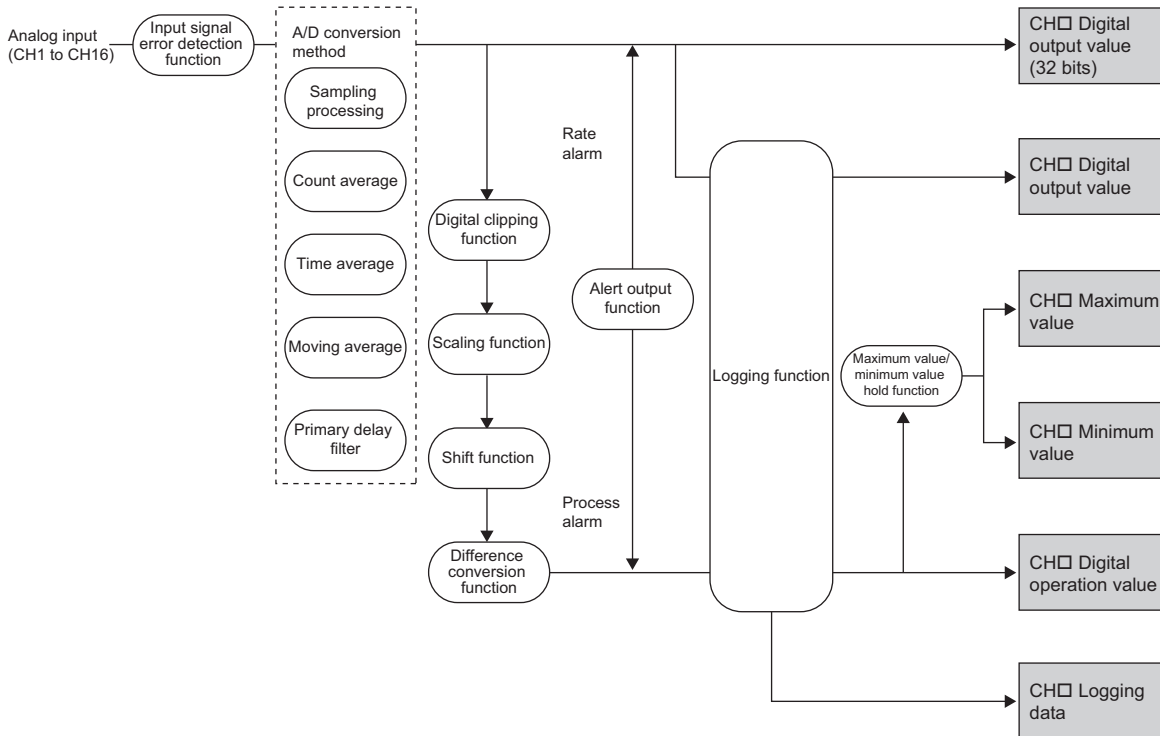 Analog input
(CH1 to CH16)
Input signal
error detection
function
A/D conversion
method
Sampling
processing
Count average
Time average
Moving average
Primary delay
filter
Digital clipping
function
Scaling function
Shift function
Difference
conversion
function
Rate
alarm
Alert output
function
Process
alarm
Logging function
Maximum value/
minimum value
hold function
CH□ Digital
output value
(32 bits)
CH□ Digital
output value
CH□ Maximum
value
CH□ Minimum
value
CH□ Digital
operation value
CH□ Logging
data